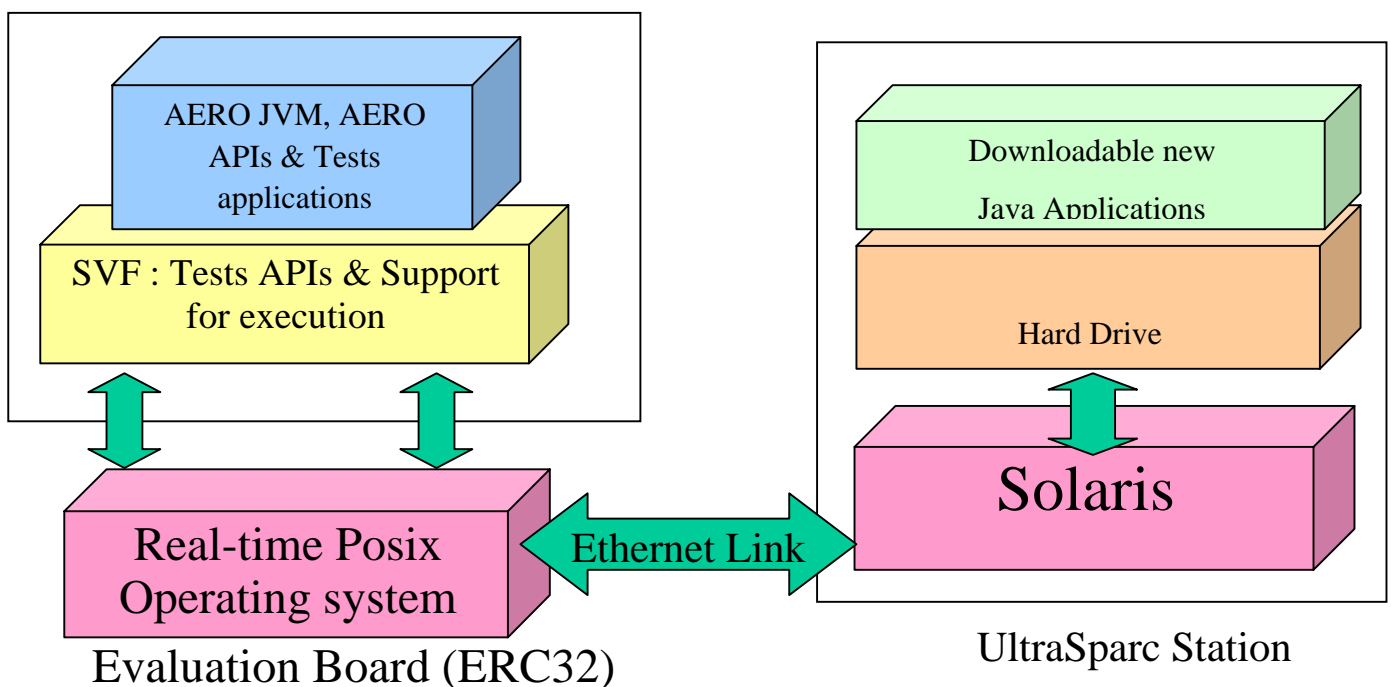 AERO JVM, AERO
APIs & Tests
applications
SVF : Tests APIs & Support
for execution
Real-time Posix
Operating system
Evaluation Board (ERC32)
Ethernet Link
Downloadable new
Java Applications
Hard Drive
Solaris
UltraSparc Station